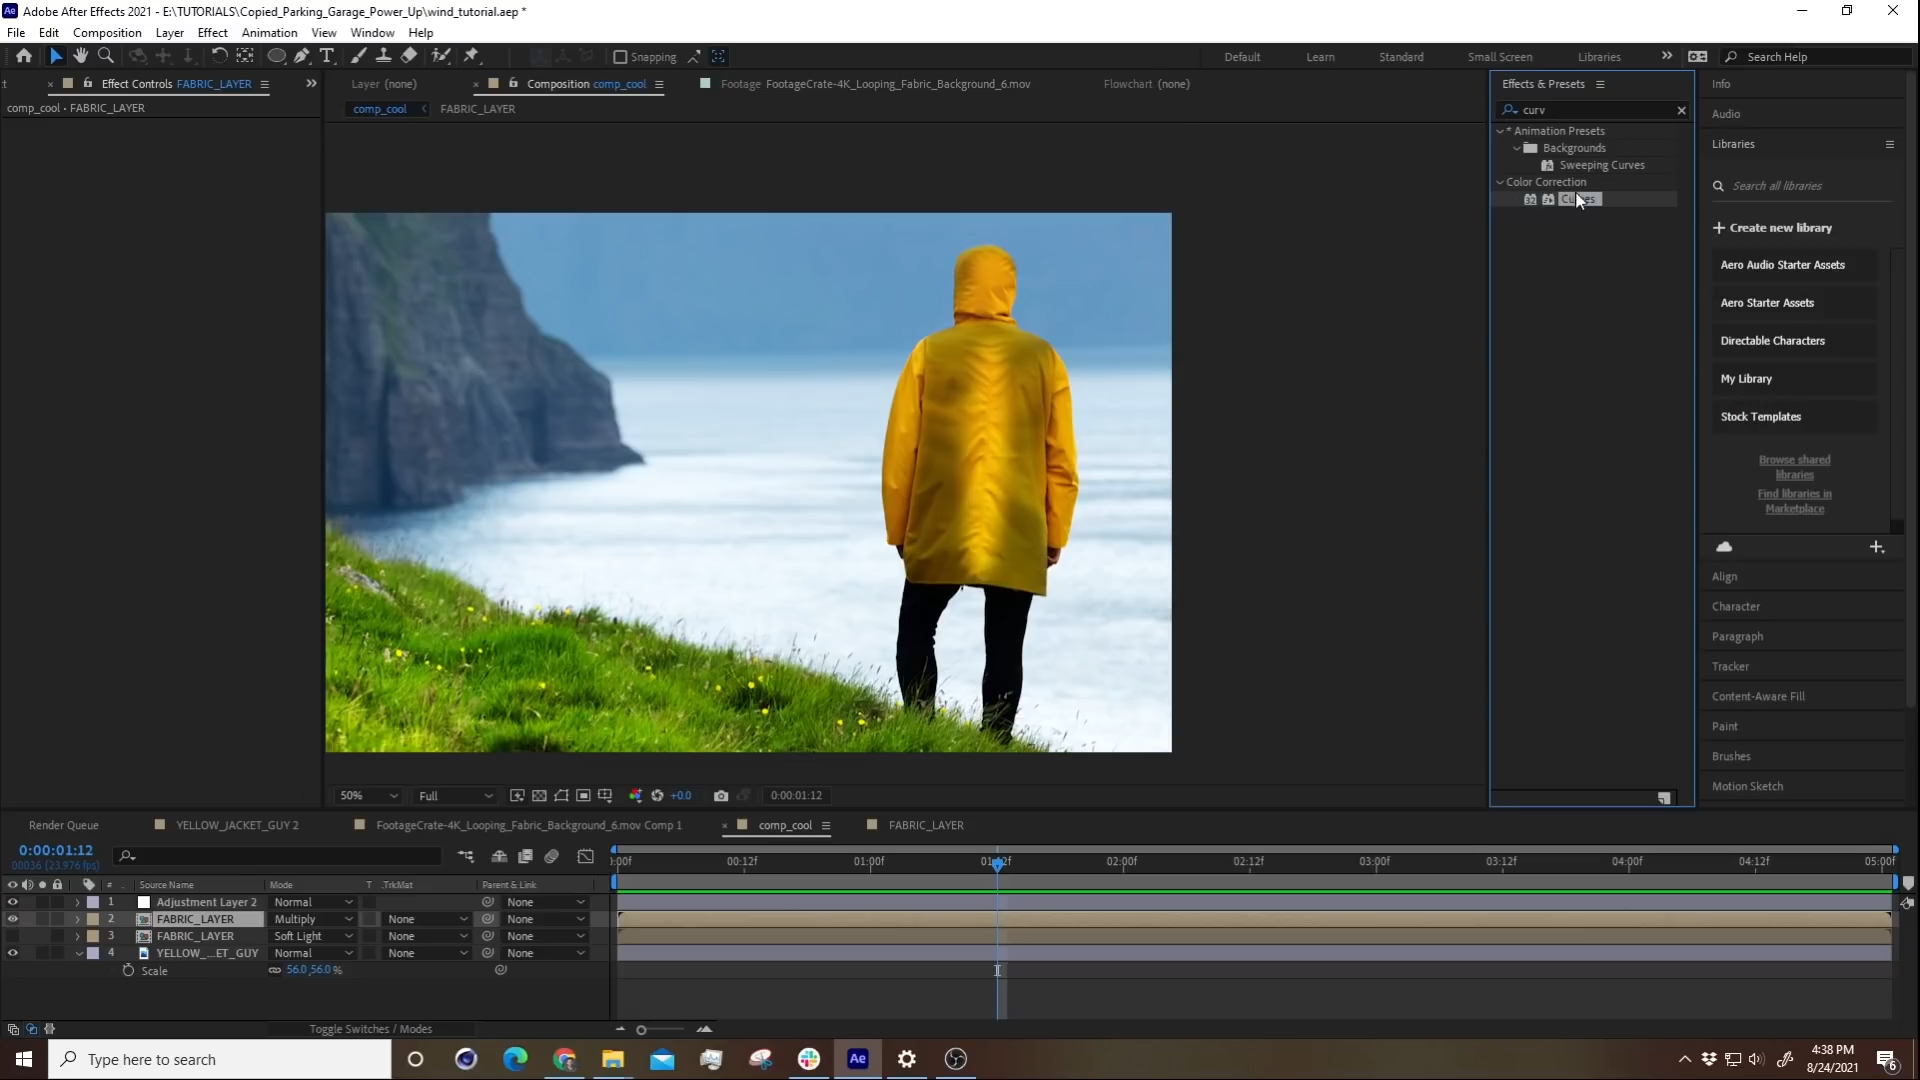 Adobe After Effects 2021 - E:\TUTORIALS\Copied_Parking_Garage_Power_Up\wind_tutorial.aep *
File Edit Composition Layer Effect Animation View Window Help
Snapping Default Learn Standard Small Screen Libraries Search Help
Effect Controls FABRIC_LAYER Layer (none) Composition comp_cool Footage FootageCrate-4K_Looping_Fabric_Background_6.mov Flowchart (none) Effects & Presets Info
comp_cool • FABRIC_LAYER comp_cool FABRIC_LAYER curv Audio
* Animation Presets
Backgrounds
Sweeping Curves
Color Correction
Libraries
Search all libraries
Create new library
Aero Audio Starter Assets
Aero Starter Assets
Directable Characters
My Library
Stock Templates
Browse shared
libraries
Find libraries in
Marketplace
Align
Character
Paragraph
Tracker
Content-Aware Fill
Paint
Brushes
Motion Sketch
50% Full +0.0 0:00:01:12
Render Queue YELLOW_JACKET_GUY 2 FootageCrate-4K_Looping_Fabric_Background_6.mov Comp 1 comp_cool FABRIC_LAYER
0:00:01:12
00036 (23.976 fps)
:00f 00:12f 01:00f 02:00f 02:12f 03:00f 03:12f 04:00f 04:12f 05:00f
# Source Name Mode T .TrkMat Parent & Link
1 Adjustment Layer 2 Normal None
2 FABRIC_LAYER Multiply None None
3 FABRIC_LAYER Soft Light None None
4 YELLOW_...ET_GUY Normal None None
Scale 56.0,56.0 %
Toggle Switches / Modes
Type here to search Ae 4:38 PM
8/24/2021 6